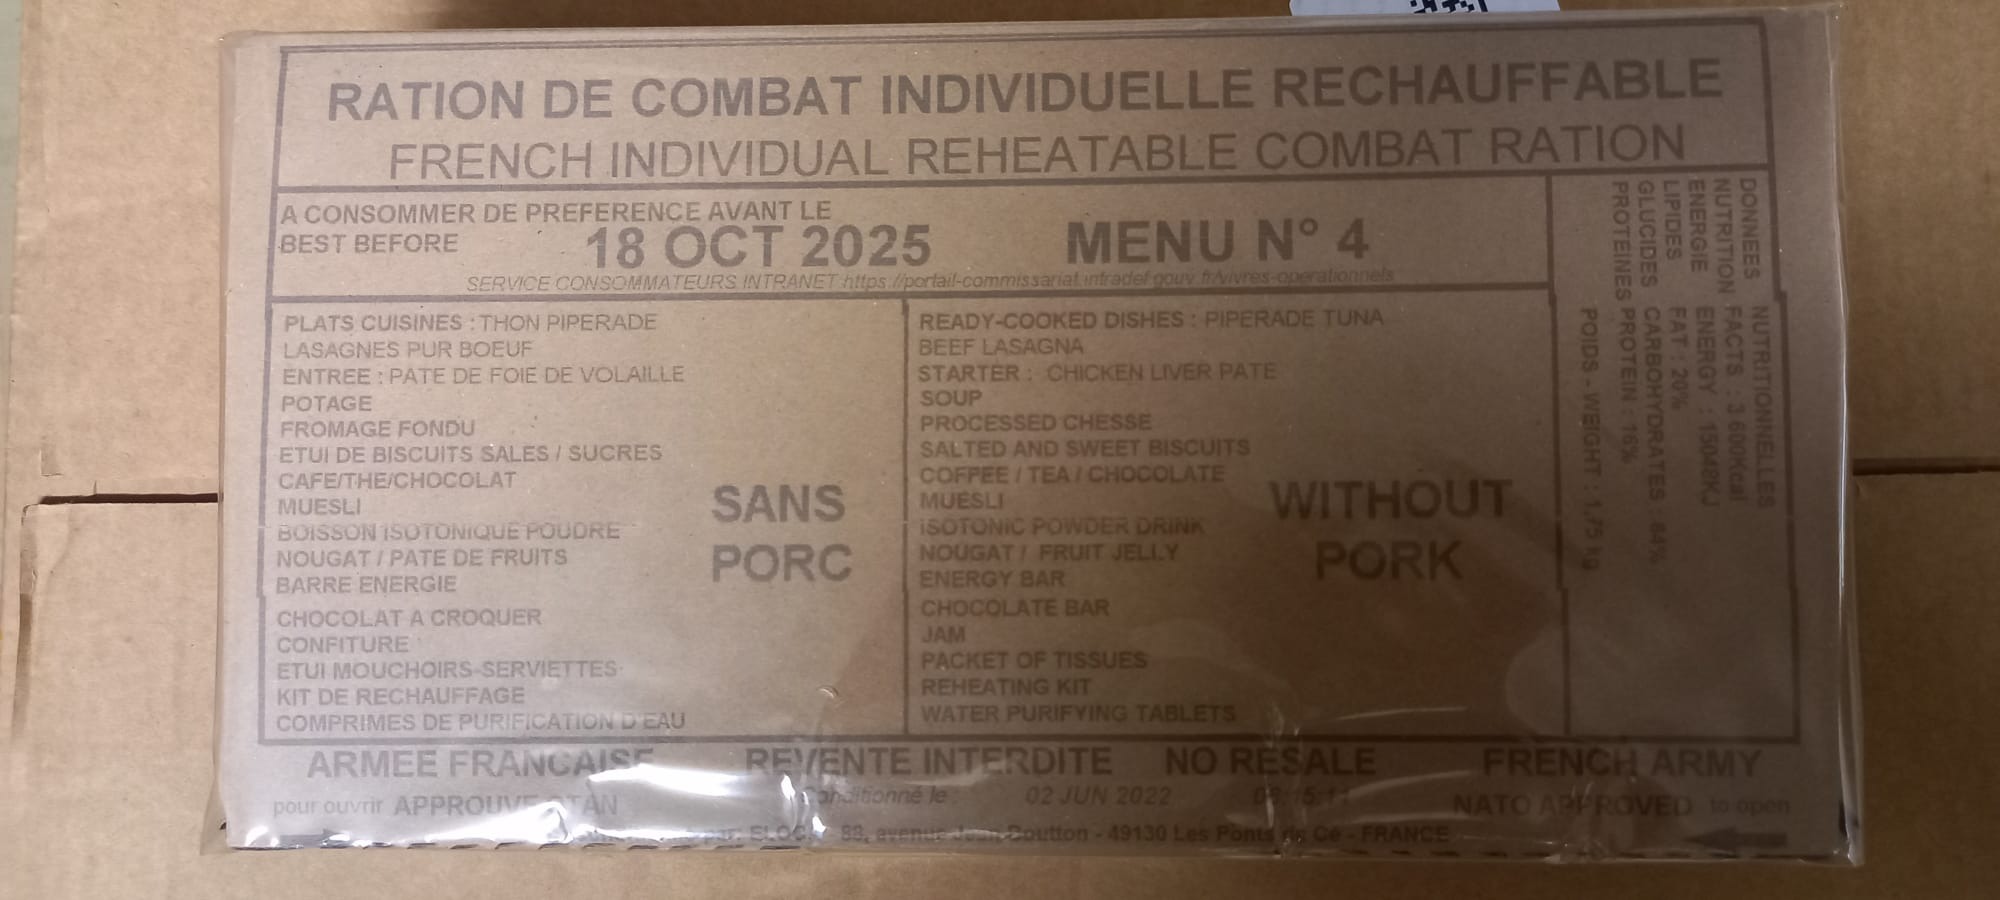 RATION DE COMBAT INDIVIDUELLE RECHAUFFABLE
FRENCH INDIVIDUAL REHEATABLE COMBAT RATION
A CONSOMMER DE PREFERENCE AVANT LE
BEST BEFORE
18 OCT 2025
MENU N° 4
SERVICE CONSOMMATEURS INTRANET https://portail-commissariat.intradef.gouv.fr/vivres-operationnels
PLATS CUISINES : THON PIPERADE
LASAGNES PUR BOEUF
ENTREE : PATE DE FOIE DE VOLAILLE
POTAGE
FROMAGE FONDU
ETUI DE BISCUITS SALES / SUCRES
CAFE/THE/CHOCOLAT
MUESLI
BOISSON ISOTONIQUE POUDRE
NOUGAT / PATE DE FRUITS
BARRE ENERGIE
CHOCOLAT A CROQUER
CONFITURE
ETUI MOUCHOIRS-SERVIETTES
KIT DE RECHAUFFAGE
COMPRIMES DE PURIFICATION D'EAU
SANS
PORC
READY-COOKED DISHES : PIPERADE TUNA
BEEF LASAGNA
STARTER : CHICKEN LIVER PATE
SOUP
PROCESSED CHESSE
SALTED AND SWEET BISCUITS
COFFEE / TEA / CHOCOLATE
MUESLI
ISOTONIC POWDER DRINK
NOUGAT / FRUIT JELLY
ENERGY BAR
CHOCOLATE BAR
JAM
PACKET OF TISSUES
REHEATING KIT
WATER PURIFYING TABLETS
WITHOUT
PORK
DONNEES NUTRITIONNELLES
NUTRITION FACTS : 3 600Kcal
ENERGIE ENERGY : 15048KJ
LIPIDES FAT : 20%
GLUCIDES CARBOHYDRATES : 64%
PROTEINES PROTEIN : 16%
POIDS - WEIGHT : 1.75 kg
ARMEE FRANCAISE REVENTE INTERDITE NO RESALE FRENCH ARMY
pour ouvrir APPROUVE OTAN Conditionné le 02 JUN 2022 NATO APPROVED to open
par: 88, avenue Jean Boutton - 49130 Les Ponts de Cé - FRANCE